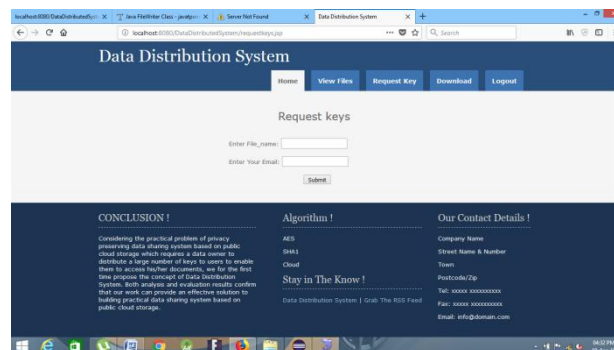 localhost:8080/DataDistributedSyst
Java FileWriter Class - javatpoin
Server Not Found
Data Distribution System
localhost:8080/DataDistributedSystem/requestkeys.jsp
Search
Data Distribution System
Home
View Files
Request Key
Download
Logout
Request keys
Enter File_name:
Enter Your Email:
Submit
CONCLUSION !
Considering the practical problem of privacy
preserving data sharing system based on public
cloud storage which requires a data owner to
distribute a large number of keys to users to enable
them to access his/her documents, we for the first
time propose the concept of Data Distribution
System. Both analysis and evaluation results confirm
that our work can provide an effective solution to
building practical data sharing system based on
public cloud storage.
Algorithm !
AES
SHA1
Cloud
Stay in The Know !
Data Distribution System | Grab The RSS Feed
Our Contact Details !
Company Name
Street Name & Number
Town
Postcode/Zip
Tel: xxxxx xxxxxxxxxx
Fax: xxxxx xxxxxxxxxx
Email: info@domain.com
04:32 PM